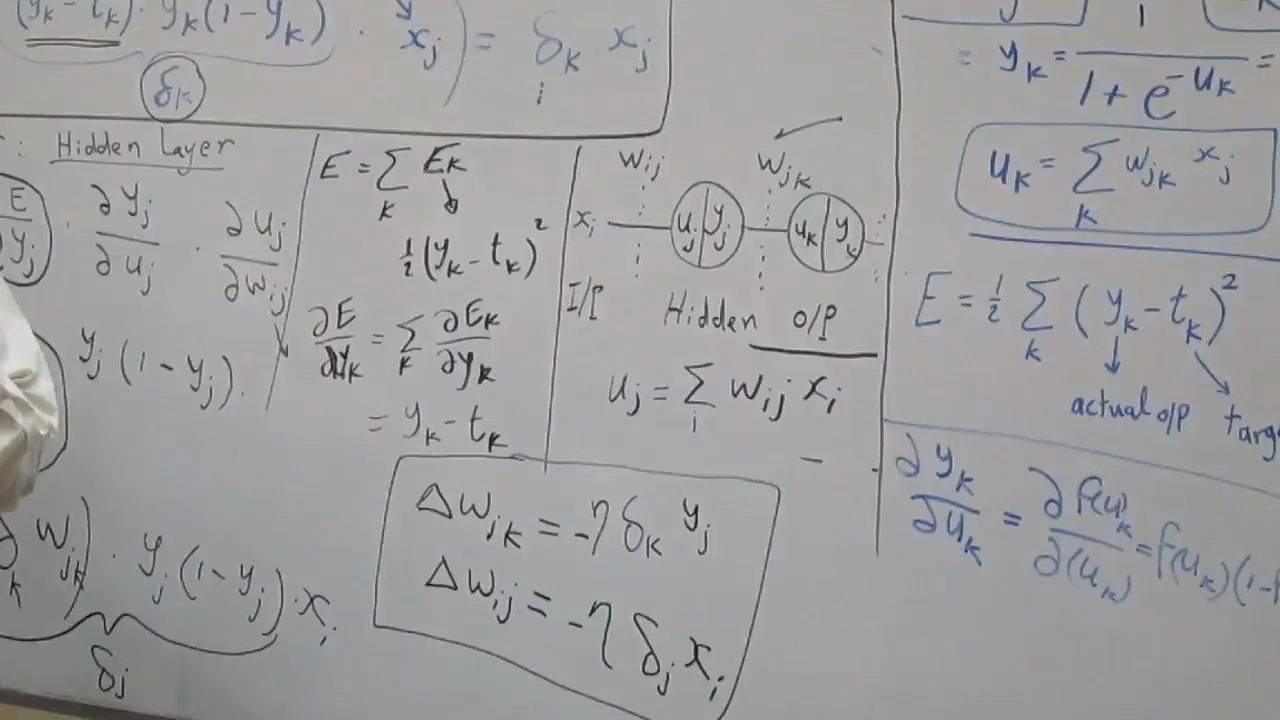 (yₖ - tₖ) · yₖ(1 - yₖ) · xⱼ) = δₖ xⱼ
δₖ
: Hidden Layer
E/yⱼ · ∂yⱼ/∂uⱼ · ∂uⱼ/∂wᵢⱼ
yⱼ (1 - yⱼ).
wⱼₖ) · yⱼ (1 - yⱼ) · xᵢ
δⱼ
E = Σₖ Eₖ
½ (yₖ - tₖ)²
∂E/∂yₖ = Σₖ ∂Eₖ/∂yₖ
= yₖ - tₖ
wᵢⱼ wⱼₖ
xᵢ uⱼ yⱼ uₖ yₖ
I/P Hidden O/P
uⱼ = Σᵢ wᵢⱼ xᵢ
Δwⱼₖ = -η δₖ yⱼ
Δwᵢⱼ = -η δⱼ xᵢ
= yₖ = 1 / (1 + e^(-uₖ)) =
uₖ = Σₖ wⱼₖ xⱼ
E = ½ Σₖ (yₖ - tₖ)²
actual o/p targ
∂yₖ/∂uₖ = ∂f(uₖ)/∂(uₖ) = f(uₖ)(1-